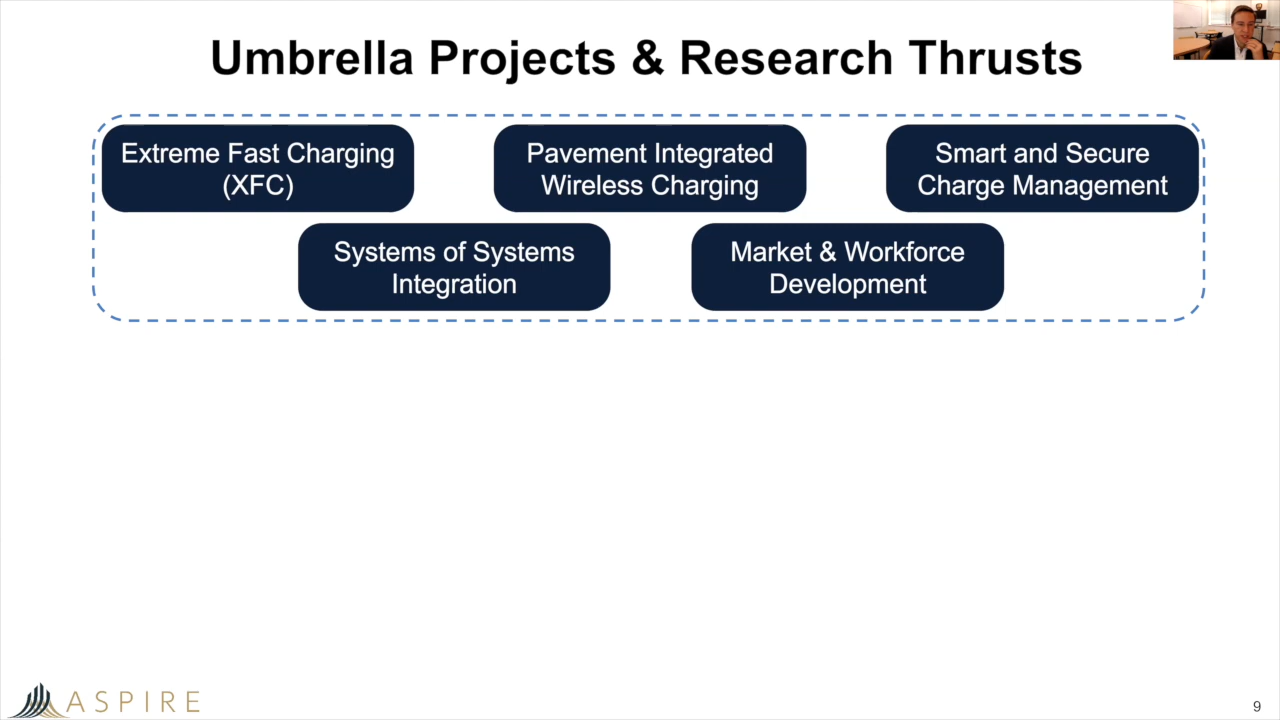 Umbrella Projects & Research Thrusts
Extreme Fast Charging
(XFC)
Pavement Integrated
Wireless Charging
Smart and Secure
Charge Management
Systems of Systems
Integration
Market & Workforce
Development
ASPIRE
9